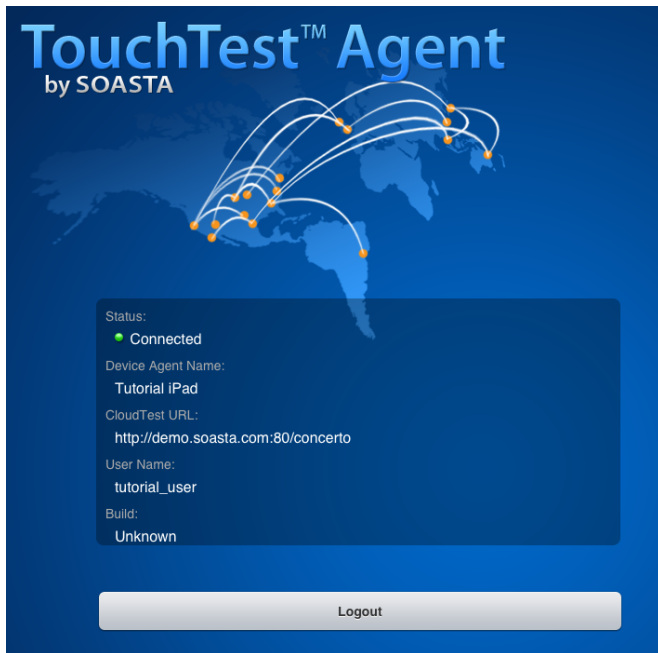 TouchTest™ Agent
by SOASTA
Status:
Connected
Device Agent Name:
Tutorial iPad
CloudTest URL:
http://demo.soasta.com:80/concerto
User Name:
tutorial_user
Build:
Unknown
Logout